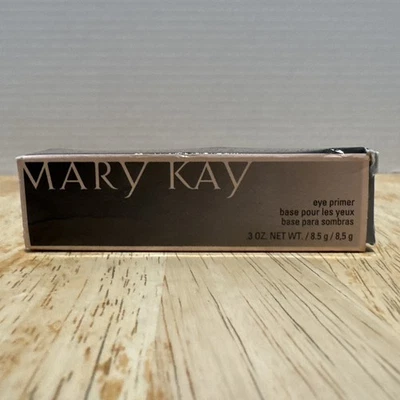 MARY KAY
eye primer
base pour les yeux
base para sombras
.3 OZ. NET WT. / 8.5 g / 8,5 g